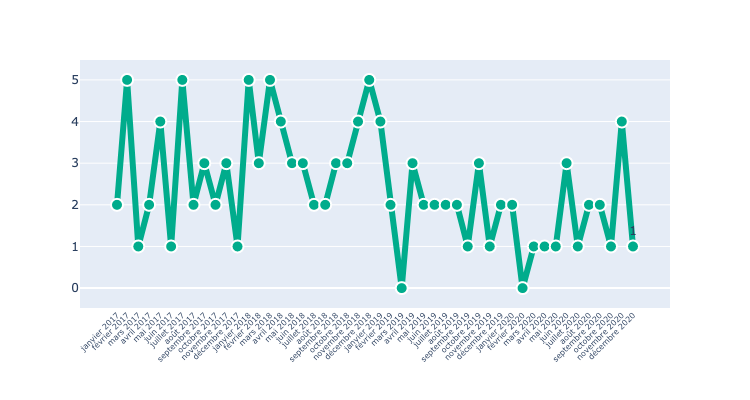 5
4
3
2
1
0
1
janvier 2017
février 2017
mars 2017
avril 2017
mai 2017
juin 2017
juillet 2017
août 2017
septembre 2017
octobre 2017
novembre 2017
décembre 2017
janvier 2018
février 2018
mars 2018
avril 2018
mai 2018
juin 2018
juillet 2018
août 2018
septembre 2018
octobre 2018
novembre 2018
décembre 2018
janvier 2019
février 2019
mars 2019
avril 2019
mai 2019
juin 2019
juillet 2019
août 2019
septembre 2019
octobre 2019
novembre 2019
décembre 2019
janvier 2020
février 2020
mars 2020
avril 2020
mai 2020
juin 2020
juillet 2020
août 2020
septembre 2020
octobre 2020
novembre 2020
décembre 2020